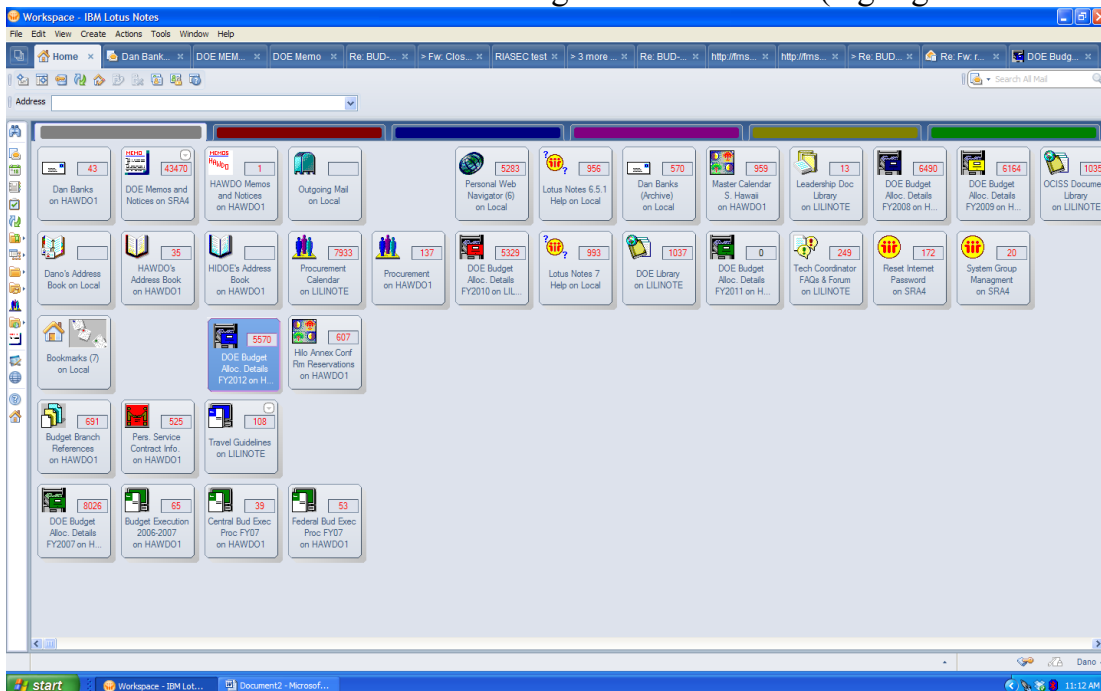 Workspace - IBM Lotus Notes
File Edit View Create Actions Tools Window Help
Home Dan Bank... DOE MEM... DOE Memo Re: BUD-... > Fw: Clos... RIASEC test > 3 more ... Re: BUD-... http://fms... http://fms... > Re: BUD... Re: Fw: r... DOE Budg...
Search All Mail
Address
43 43470 1 5283 956 570 959 13 6490 6164 1035
Dan Banks
on HAWDO1
DOE Memos and
Notices on SRA4
HAWDO Memos
and Notices
on HAWDO1
Outgoing Mail
on Local
Personal Web
Navigator (6)
on Local
Lotus Notes 6.5.1
Help on Local
Dan Banks
(Archive)
on Local
Master Calendar
S. Hawaii
on HAWDO1
Leadership Doc
Library
on LILINOTE
DOE Budget
Alloc. Details
FY2008 on H...
DOE Budget
Alloc. Details
FY2009 on H...
OCISS Docume
Library
on LILINOTE
35 7933 137 5329 993 1037 0 249 172 20
Dano's Address
Book on Local
HAWDO's
Address Book
on HAWDO1
HIDOE's Address
Book
on HAWDO1
Procurement
Calendar
on LILINOTE
Procurement
on HAWDO1
DOE Budget
Alloc. Details
FY2010 on LIL...
Lotus Notes 7
Help on Local
DOE Library
on LILINOTE
DOE Budget
Alloc. Details
FY2011 on H...
Tech Coordinator
FAQs & Forum
on LILINOTE
Reset Internet
Password
on SRA4
System Group
Managment
on SRA4
5570 607
Bookmarks (7)
on Local
DOE Budget
Alloc. Details
FY2012 on H...
Hilo Annex Conf
Rm Reservations
on HAWDO1
691 525 108
Budget Branch
References
on HAWDO1
Pers. Service
Contract Info.
on HAWDO1
Travel Guidelines
on LILINOTE
8026 65 39 53
DOE Budget
Alloc. Details
FY2007 on H...
Budget Execution
2006-2007
on HAWDO1
Central Bud Exec
Proc FY07
on HAWDO1
Federal Bud Exec
Proc FY07
on HAWDO1
Dano
start Workspace - IBM Lot... Document2 - Microsof... 11:12 AM